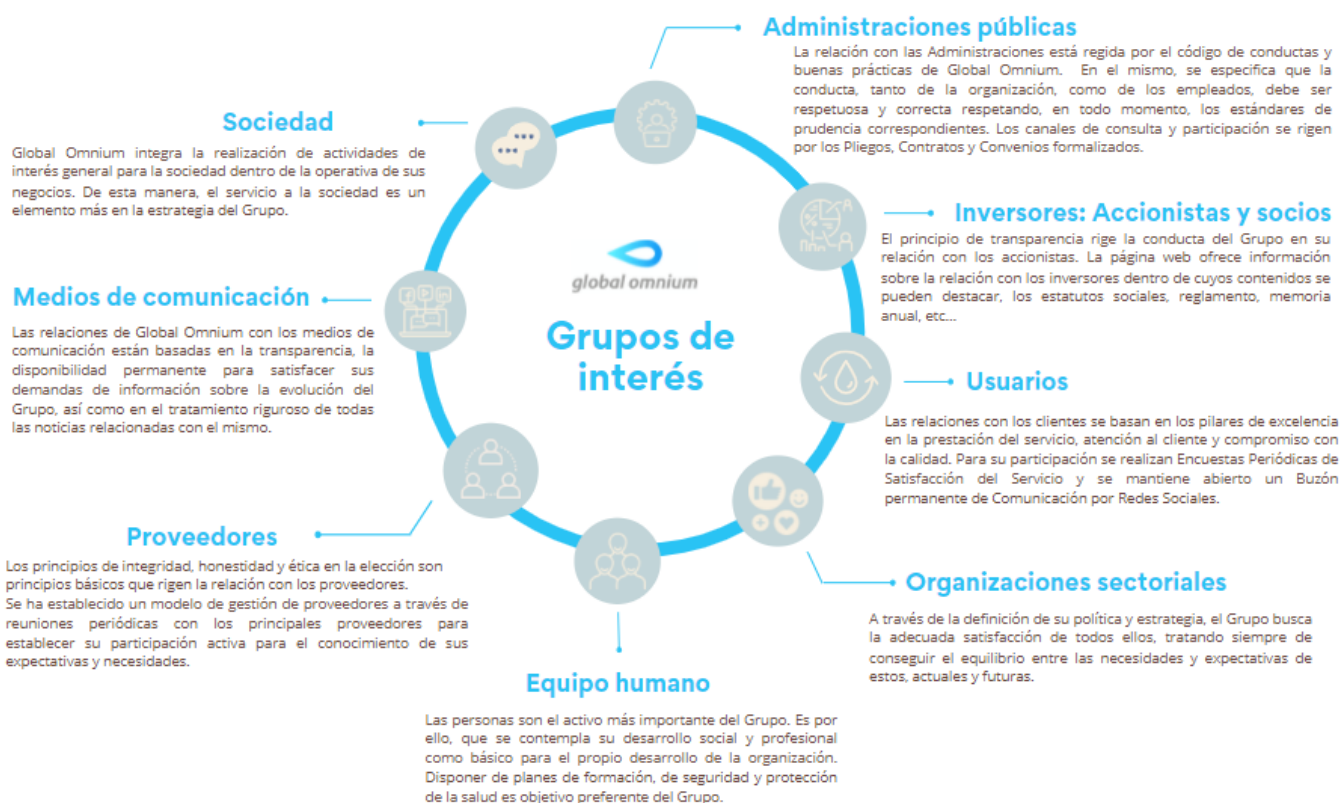 Administraciones públicas
La relación con las Administraciones está regida por el código de conductas y
buenas prácticas de Global Omnium. En el mismo, se especifica que la
conducta, tanto de la organización, como de los empleados, debe ser
respetuosa y correcta respetando, en todo momento, los estándares de
prudencia correspondientes. Los canales de consulta y participación se rigen
por los Pliegos, Contratos y Convenios formalizados.
Inversores: Accionistas y socios
El principio de transparencia rige la conducta del Grupo en su
relación con los accionistas. La página web ofrece información
sobre la relación con los inversores dentro de cuyos contenidos se
pueden destacar, los estatutos sociales, reglamento, memoria
anual, etc...
Usuarios
Las relaciones con los clientes se basan en los pilares de excelencia
en la prestación del servicio, atención al cliente y compromiso con
la calidad. Para su participación se realizan Encuestas Periódicas de
Satisfacción del Servicio y se mantiene abierto un Buzón
permanente de Comunicación por Redes Sociales.
Organizaciones sectoriales
A través de la definición de su política y estrategia, el Grupo busca
la adecuada satisfacción de todos ellos, tratando siempre de
conseguir el equilibrio entre las necesidades y expectativas de
estos, actuales y futuras.
Equipo humano
Las personas son el activo más importante del Grupo. Es por
ello, que se contempla su desarrollo social y profesional
como básico para el propio desarrollo de la organización.
Disponer de planes de formación, de seguridad y protección
de la salud es objetivo preferente del Grupo.
Proveedores
Los principios de integridad, honestidad y ética en la elección son
principios básicos que rigen la relación con los proveedores.
Se ha establecido un modelo de gestión de proveedores a través de
reuniones periódicas con los principales proveedores para
establecer su participación activa para el conocimiento de sus
expectativas y necesidades.
Medios de comunicación
Las relaciones de Global Omnium con los medios de
comunicación están basadas en la transparencia, la
disponibilidad permanente para satisfacer sus
demandas de información sobre la evolución del
Grupo, así como en el tratamiento riguroso de todas
las noticias relacionadas con el mismo.
Sociedad
Global Omnium integra la realización de actividades de
interés general para la sociedad dentro de la operativa de sus
negocios. De esta manera, el servicio a la sociedad es un
elemento más en la estrategia del Grupo.
global omnium
Grupos de
interés